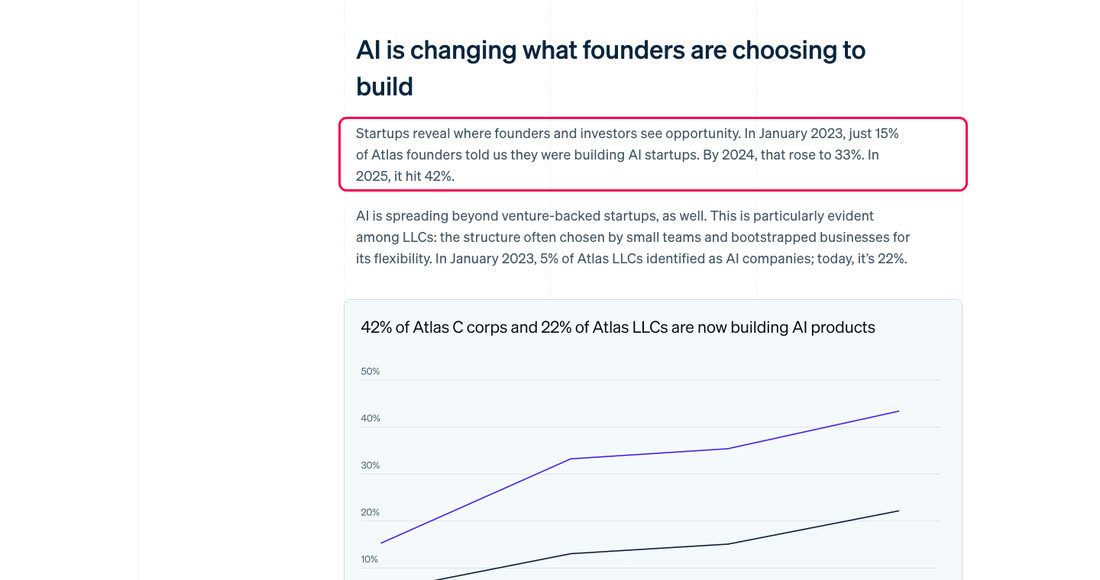 AI is changing what founders are choosing to
build
Startups reveal where founders and investors see opportunity. In January 2023, just 15%
of Atlas founders told us they were building AI startups. By 2024, that rose to 33%. In
2025, it hit 42%.
AI is spreading beyond venture-backed startups, as well. This is particularly evident
among LLCs: the structure often chosen by small teams and bootstrapped businesses for
its flexibility. In January 2023, 5% of Atlas LLCs identified as AI companies; today, it's 22%.
42% of Atlas C corps and 22% of Atlas LLCs are now building AI products
50%
40%
30%
20%
10%